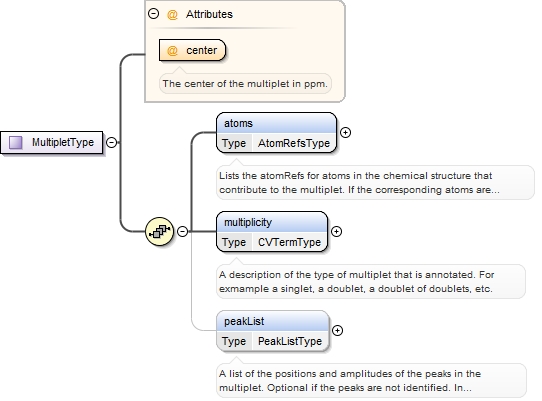 @ Attributes
@ center
The center of the multiplet in ppm.
MultipletType
atoms
Type AtomRefsType
Lists the atomRefs for atoms in the chemical structure that
contribute to the multiplet. If the corresponding atoms are...
multiplicity
Type CVTermType
A description of the type of multiplet that is annotated. For
exmample a singlet, a doublet, a doublet of doublets, etc.
peakList
Type PeakListType
A list of the positions and amplitudes of the peaks in the
multiplet. Optional if the peaks are not identified. In...